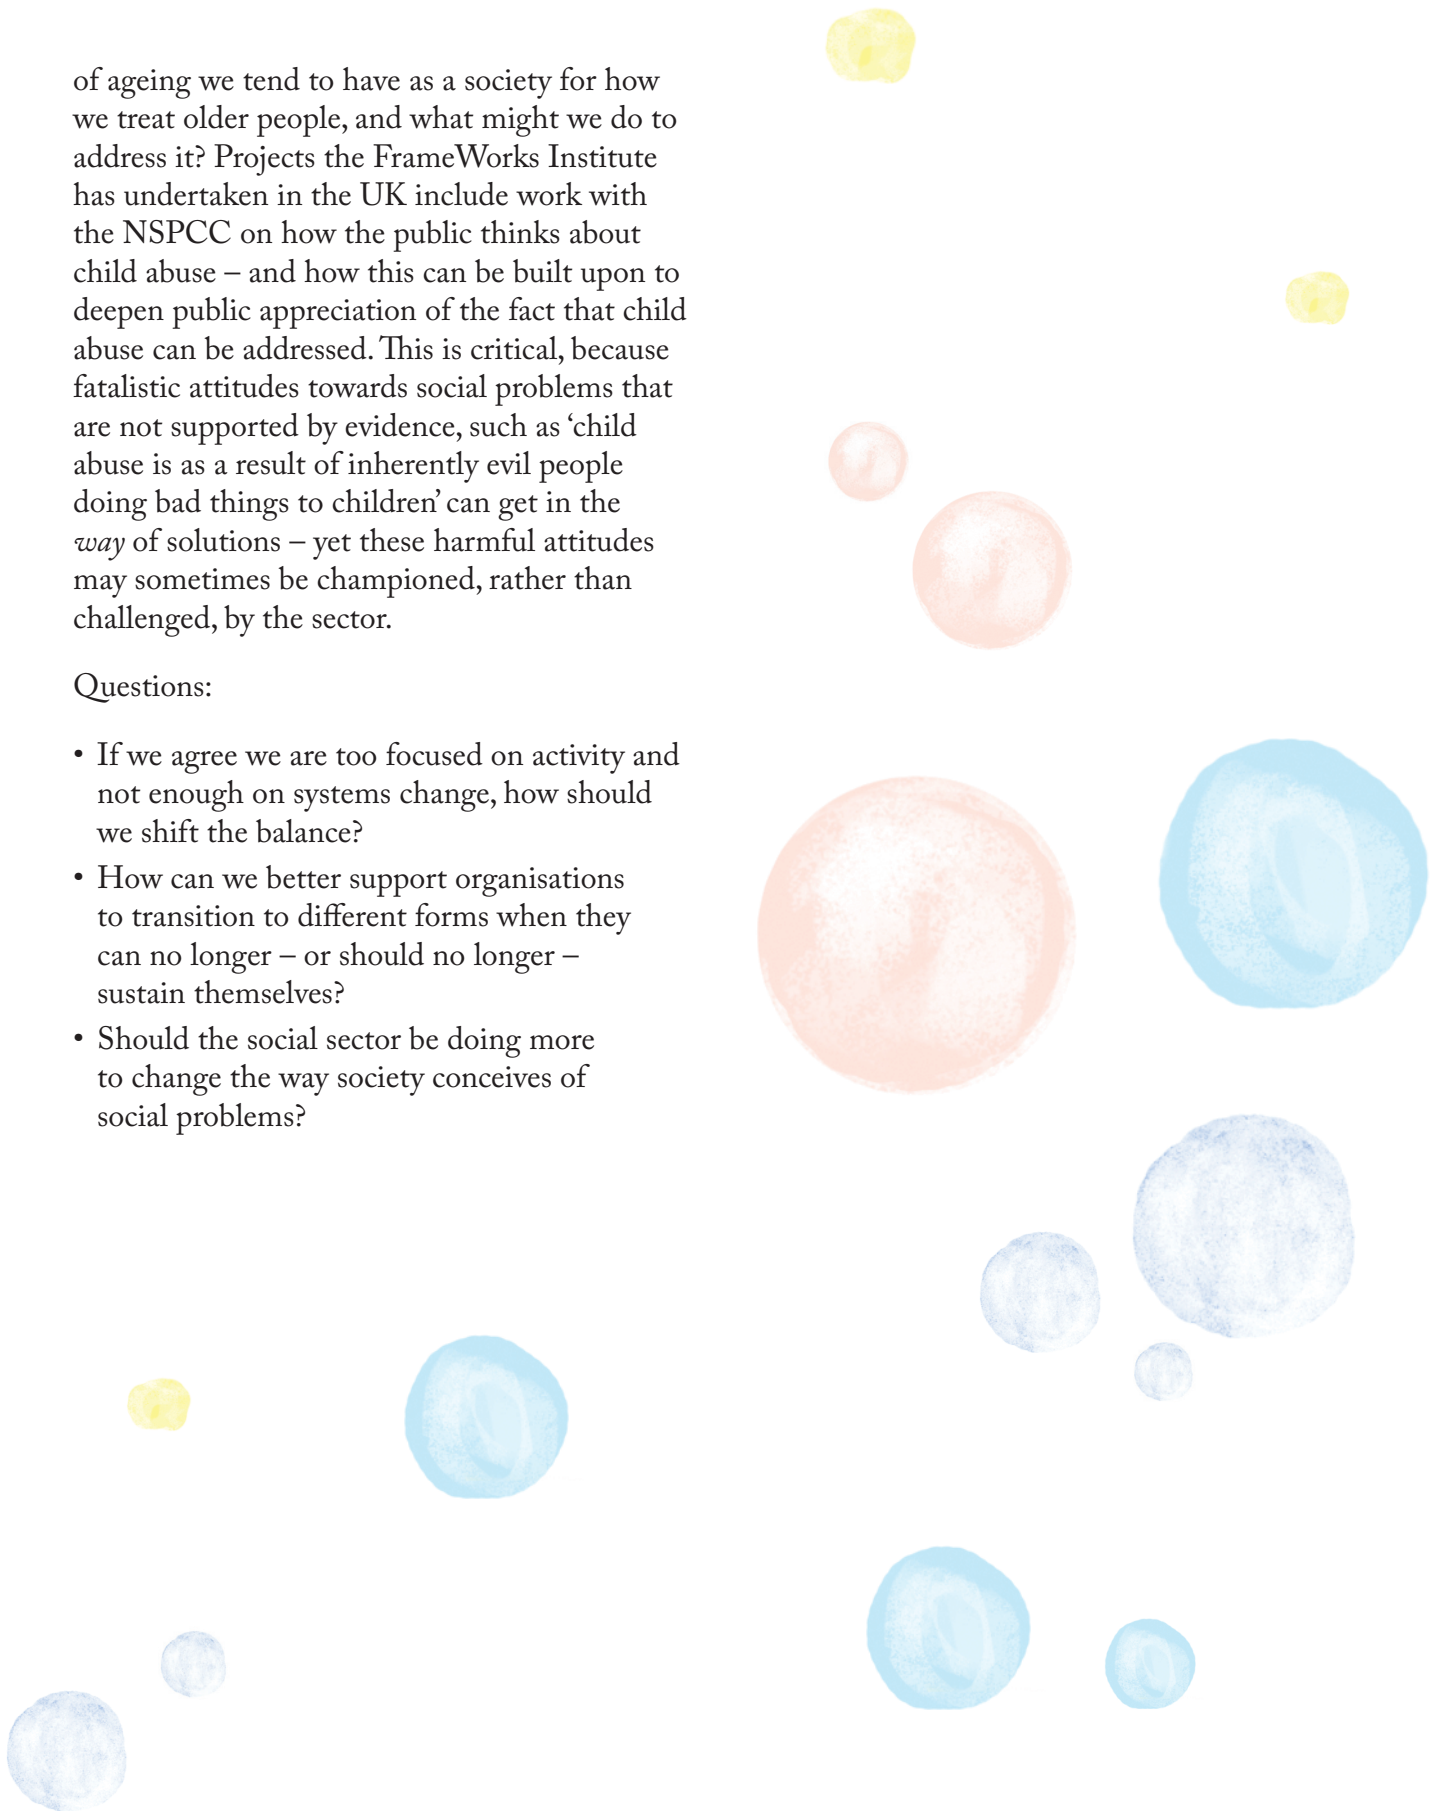 of ageing we tend to have as a society for how
we treat older people, and what might we do to
address it? Projects the FrameWorks Institute
has undertaken in the UK include work with
the NSPCC on how the public thinks about
child abuse – and how this can be built upon to
deepen public appreciation of the fact that child
abuse can be addressed. This is critical, because
fatalistic attitudes towards social problems that
are not supported by evidence, such as ‘child
abuse is as a result of inherently evil people
doing bad things to children’ can get in the
way of solutions – yet these harmful attitudes
may sometimes be championed, rather than
challenged, by the sector.
Questions:
• If we agree we are too focused on activity and
not enough on systems change, how should
we shift the balance?
• How can we better support organisations
to transition to different forms when they
can no longer – or should no longer –
sustain themselves?
• Should the social sector be doing more
to change the way society conceives of
social problems?